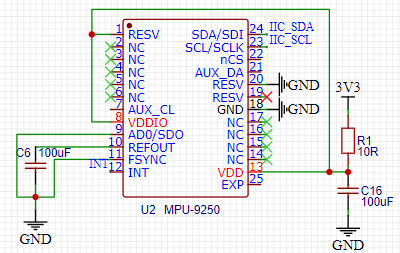 1 RESV SDA/SDI 24 IIC_SDA
2 NC SCL/SCLK 23 IIC_SCL
3 NC nCS 22
4 NC AUX_DA 21
5 NC RESV 20 GND
6 NC RESV 19
7 AUX_CL GND 18 GND
8 VDDIO NC 17
9 AD0/SDO NC 16
10 REFOUT NC 15
11 FSYNC NC 14
INT 12 INT VDD 13
EXP 25
U2 MPU-9250
C6 100uF
GND
3V3
R1
10R
C16
100uF
GND